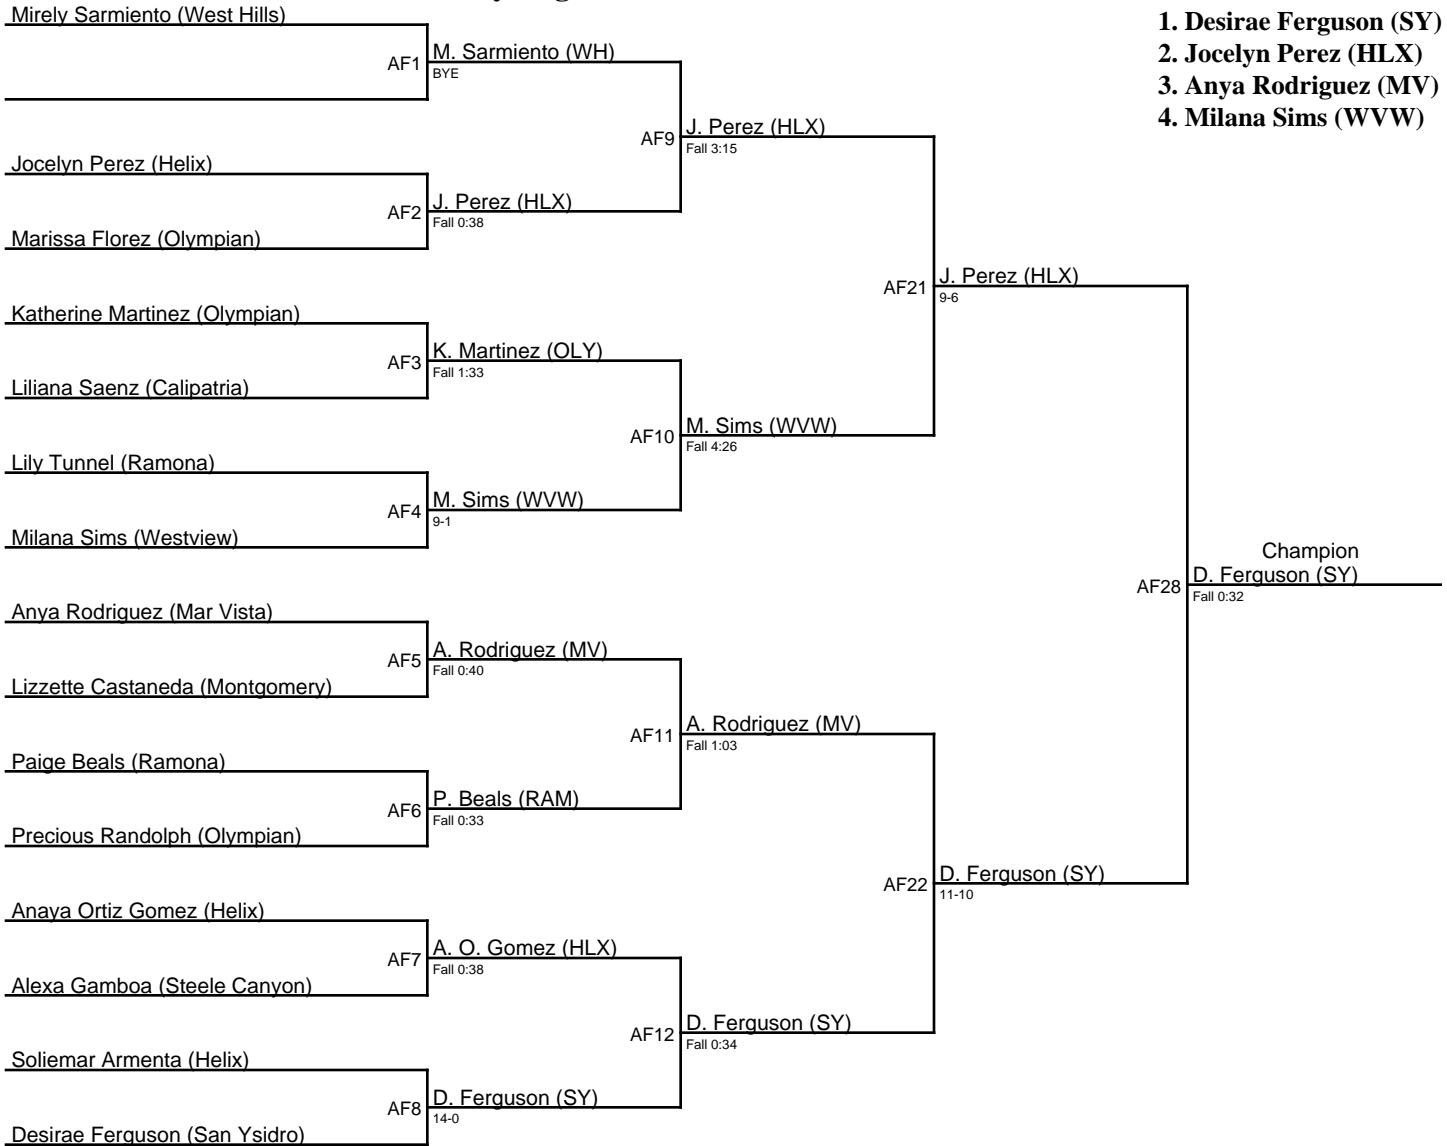 Mirely Sarmiento (West Hills)
AF1
M. Sarmiento (WH)
BYE
Jocelyn Perez (Helix)
AF2
J. Perez (HLX)
Fall 0:38
Marissa Florez (Olympian)
AF9
J. Perez (HLX)
Fall 3:15
Katherine Martinez (Olympian)
AF3
K. Martinez (OLY)
Fall 1:33
Liliana Saenz (Calipatria)
AF10
M. Sims (WVW)
Fall 4:26
Lily Tunnel (Ramona)
AF4
M. Sims (WVW)
9-1
Milana Sims (Westview)
AF21
J. Perez (HLX)
9-6
Anya Rodriguez (Mar Vista)
AF5
A. Rodriguez (MV)
Fall 0:40
Lizzette Castaneda (Montgomery)
AF11
A. Rodriguez (MV)
Fall 1:03
Paige Beals (Ramona)
AF6
P. Beals (RAM)
Fall 0:33
Precious Randolph (Olympian)
AF22
D. Ferguson (SY)
11-10
Anaya Ortiz Gomez (Helix)
AF7
A. O. Gomez (HLX)
Fall 0:38
Alexa Gamboa (Steele Canyon)
AF12
D. Ferguson (SY)
Fall 0:34
Soliemar Armenta (Helix)
AF8
D. Ferguson (SY)
14-0
Desirae Ferguson (San Ysidro)
AF28
Champion
D. Ferguson (SY)
Fall 0:32
1. Desirae Ferguson (SY)
2. Jocelyn Perez (HLX)
3. Anya Rodriguez (MV)
4. Milana Sims (WVW)